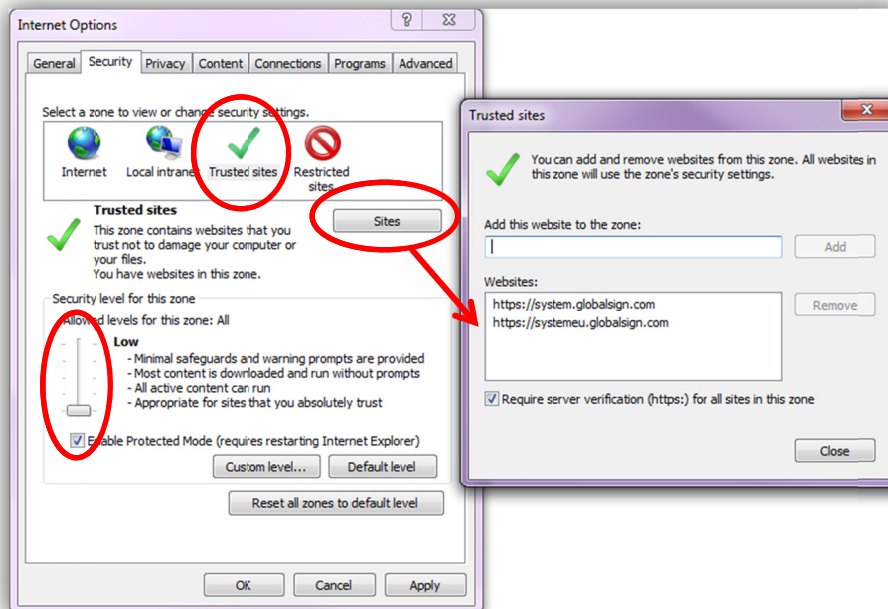 Internet Options
General Security Privacy Content Connections Programs Advanced
Select a zone to view or change security settings.
Internet
Local intranet
Trusted sites
Restricted
sites
Trusted sites
This zone contains websites that you
trust not to damage your computer or
your files.
You have websites in this zone.
Sites
Security level for this zone
Allowed levels for this zone: All
Low
- Minimal safeguards and warning prompts are provided
- Most content is downloaded and run without prompts
- All active content can run
- Appropriate for sites that you absolutely trust
Enable Protected Mode (requires restarting Internet Explorer)
Custom level... Default level
Reset all zones to default level
OK Cancel Apply
Trusted sites
You can add and remove websites from this zone. All websites in
this zone will use the zone's security settings.
Add this website to the zone:
Add
Websites:
https://system.globalsign.com
https://systemeu.globalsign.com
Remove
Require server verification (https:) for all sites in this zone
Close